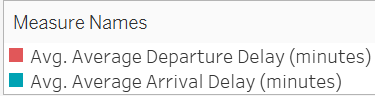 Measure Names
Avg. Average Departure Delay (minutes)
Avg. Average Arrival Delay (minutes)